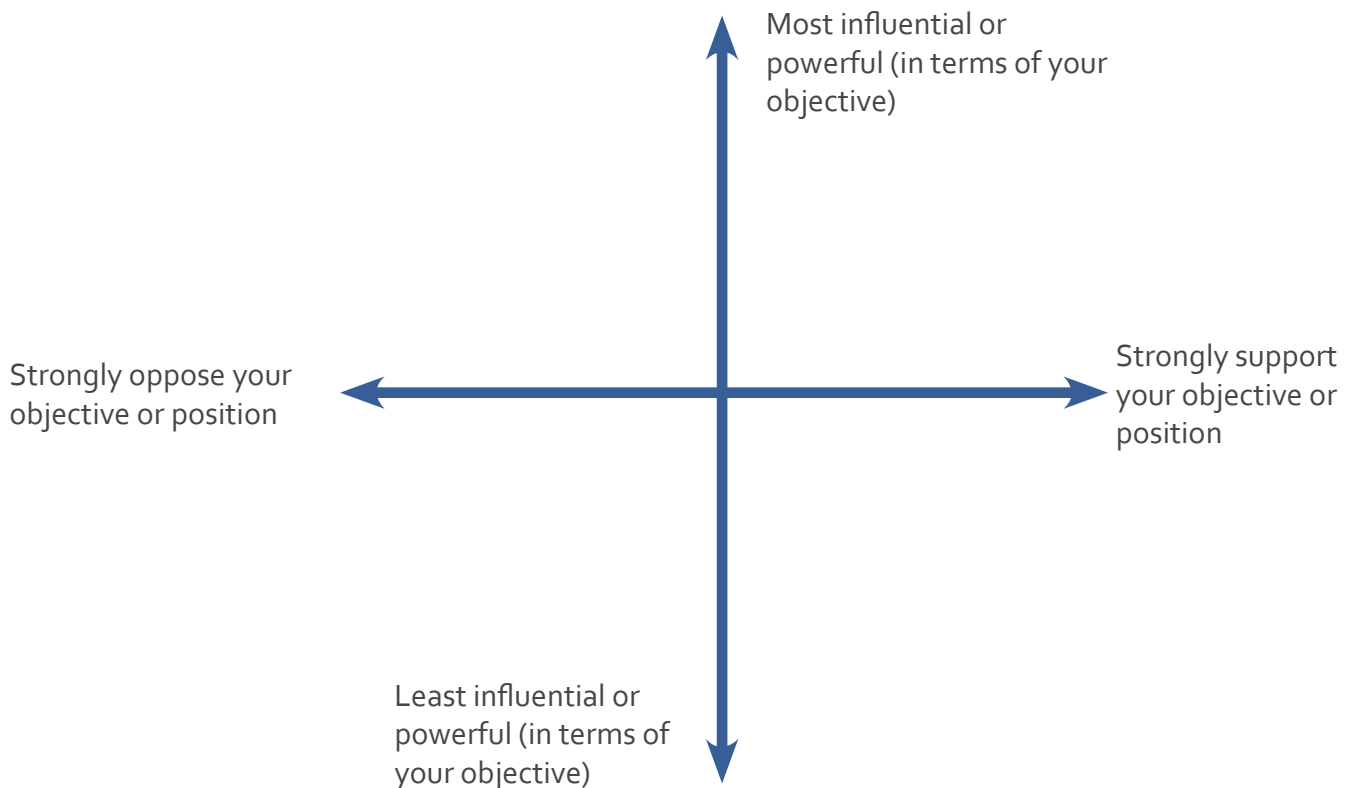 Most influential or
powerful (in terms of your
objective)
Strongly oppose your
objective or position
Strongly support
your objective or
position
Least influential or
powerful (in terms of
your objective)